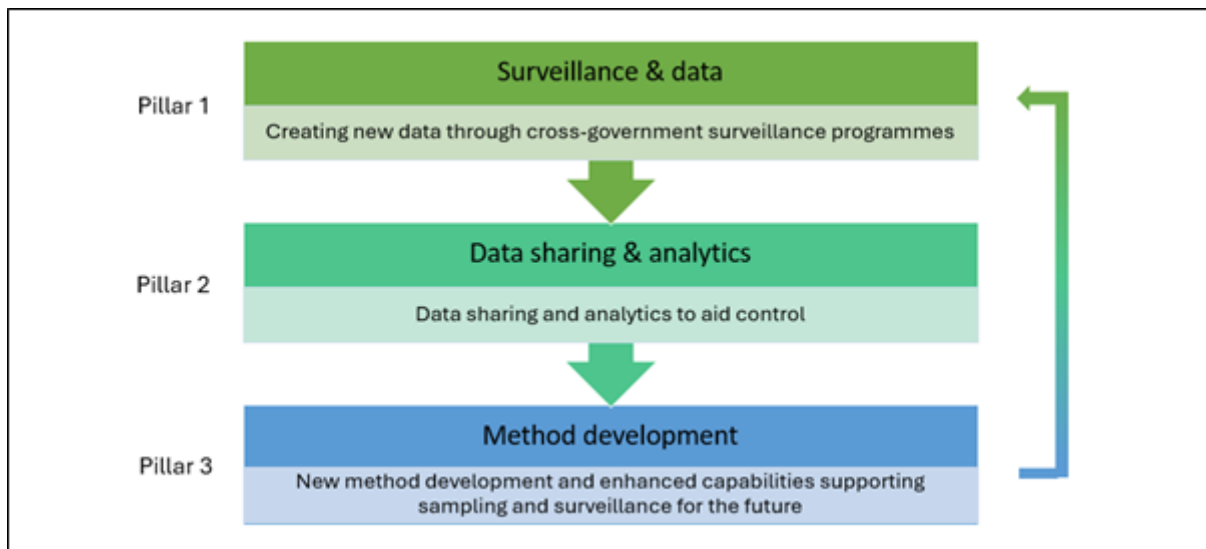 Surveillance & data
Pillar 1
Creating new data through cross-government surveillance programmes
Data sharing & analytics
Pillar 2
Data sharing and analytics to aid control
Method development
Pillar 3
New method development and enhanced capabilities supporting
sampling and surveillance for the future